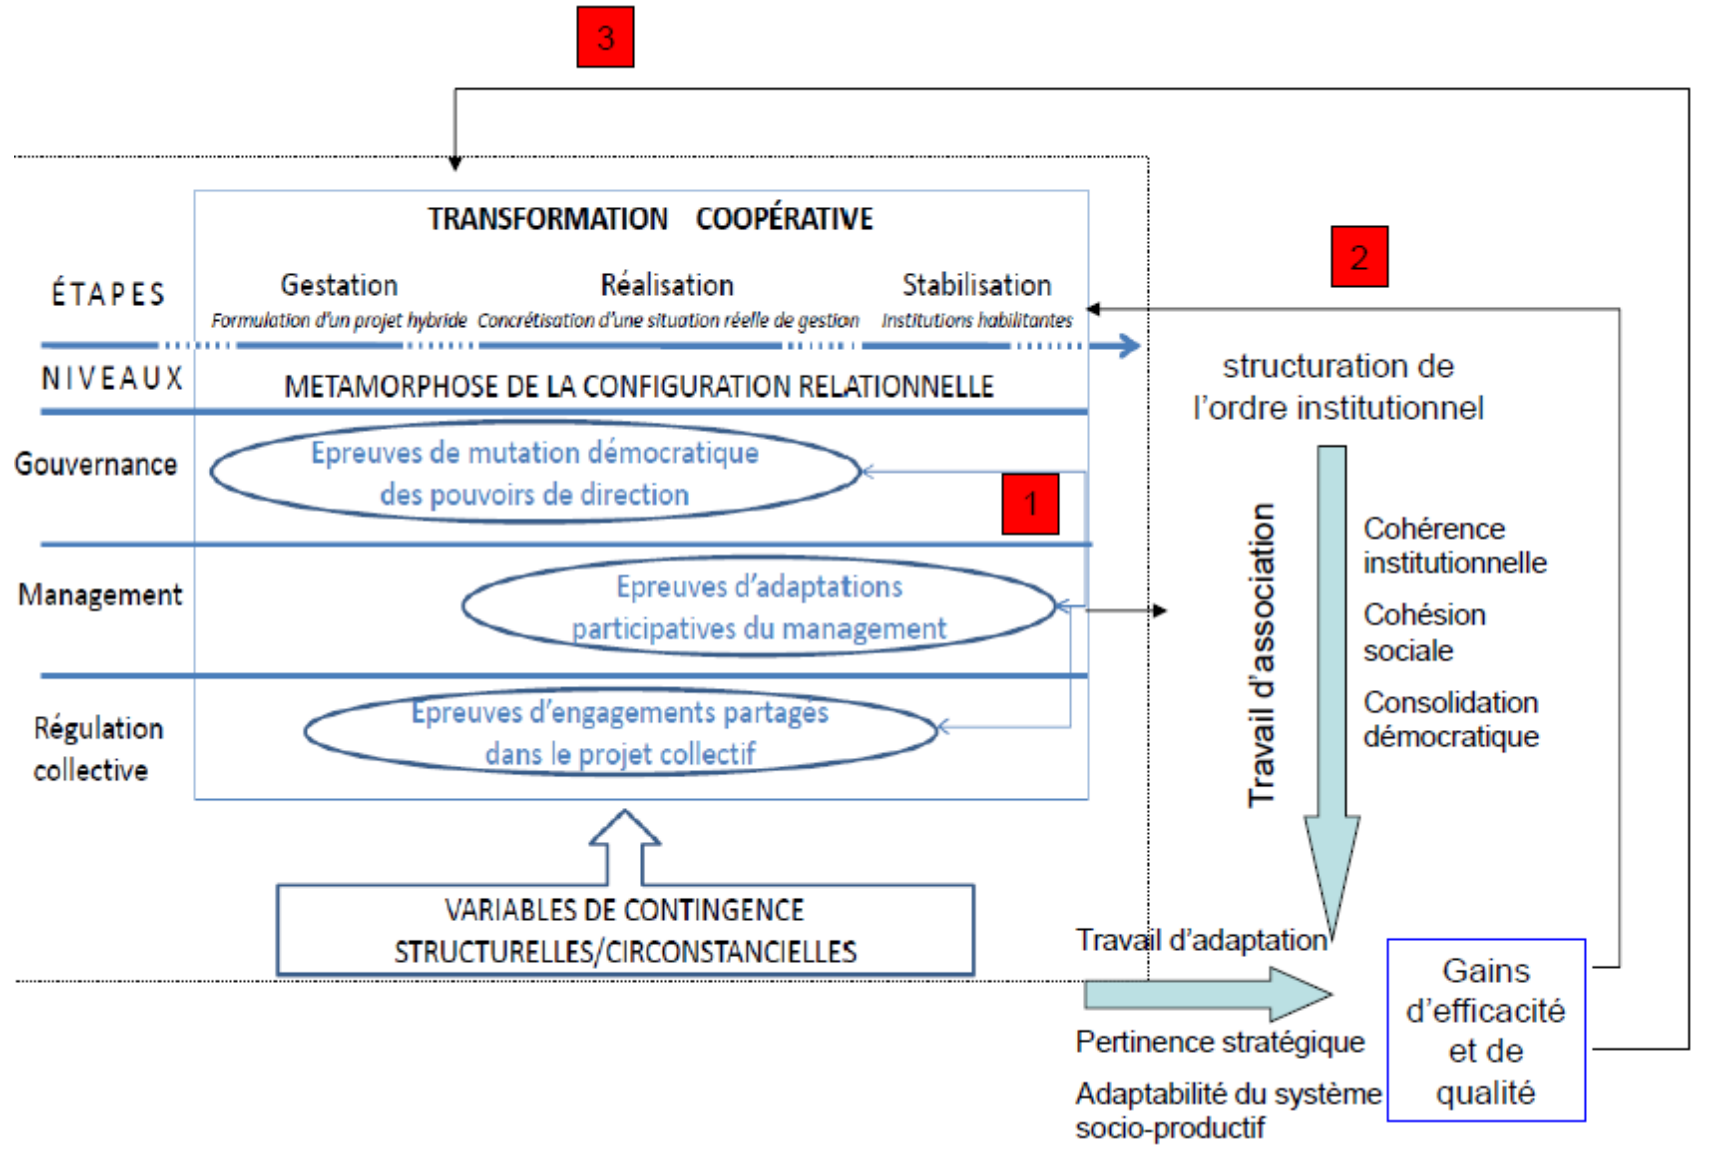 3
TRANSFORMATION COOPÉRATIVE
2
ÉTAPES
Gestation
Réalisation
Stabilisation
Formulation d'un projet hybride
Concrétisation d'une situation réelle de gestion
Institutions habilitantes
NIVEAUX
METAMORPHOSE DE LA CONFIGURATION RELATIONNELLE
structuration de
l'ordre institutionnel
Gouvernance
Epreuves de mutation démocratique
des pouvoirs de direction
1
Management
Epreuves d'adaptations
participatives du management
Régulation
collective
Epreuves d'engagements partagés
dans le projet collectif
Travail d'association
Cohérence
institutionnelle
Cohésion
sociale
Consolidation
démocratique
VARIABLES DE CONTINGENCE
STRUCTURELLES/CIRCONSTANCIELLES
Travail d'adaptation
Pertinence stratégique
Adaptabilité du système
socio-productif
Gains
d'efficacité
et de
qualité